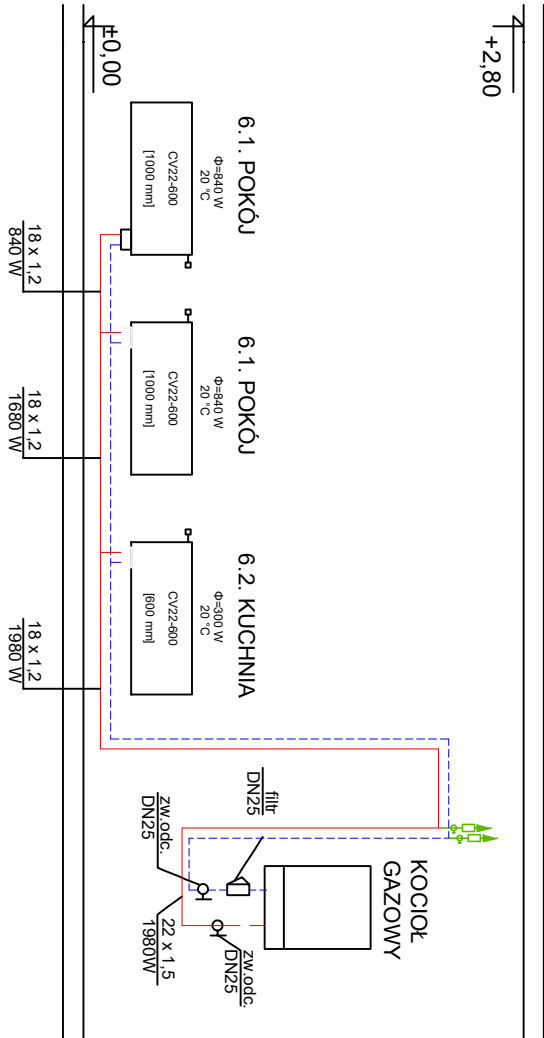 +2,80
±0,00
6.1. POKÓJ
Φ=840 W
20 °C
CV22-600
[1000 mm]
18 x 1,2
840 W
6.1. POKÓJ
Φ=840 W
20 °C
CV22-600
[1000 mm]
18 x 1,2
1680 W
6.2. KUCHNIA
Φ=300 W
20 °C
CV22-600
[600 mm]
18 x 1,2
1980 W
filtr
DN25
zw.odc.
DN25
KOCIOŁ
GAZOWY
zw.odc.
DN25
22 x 1,5
1980W